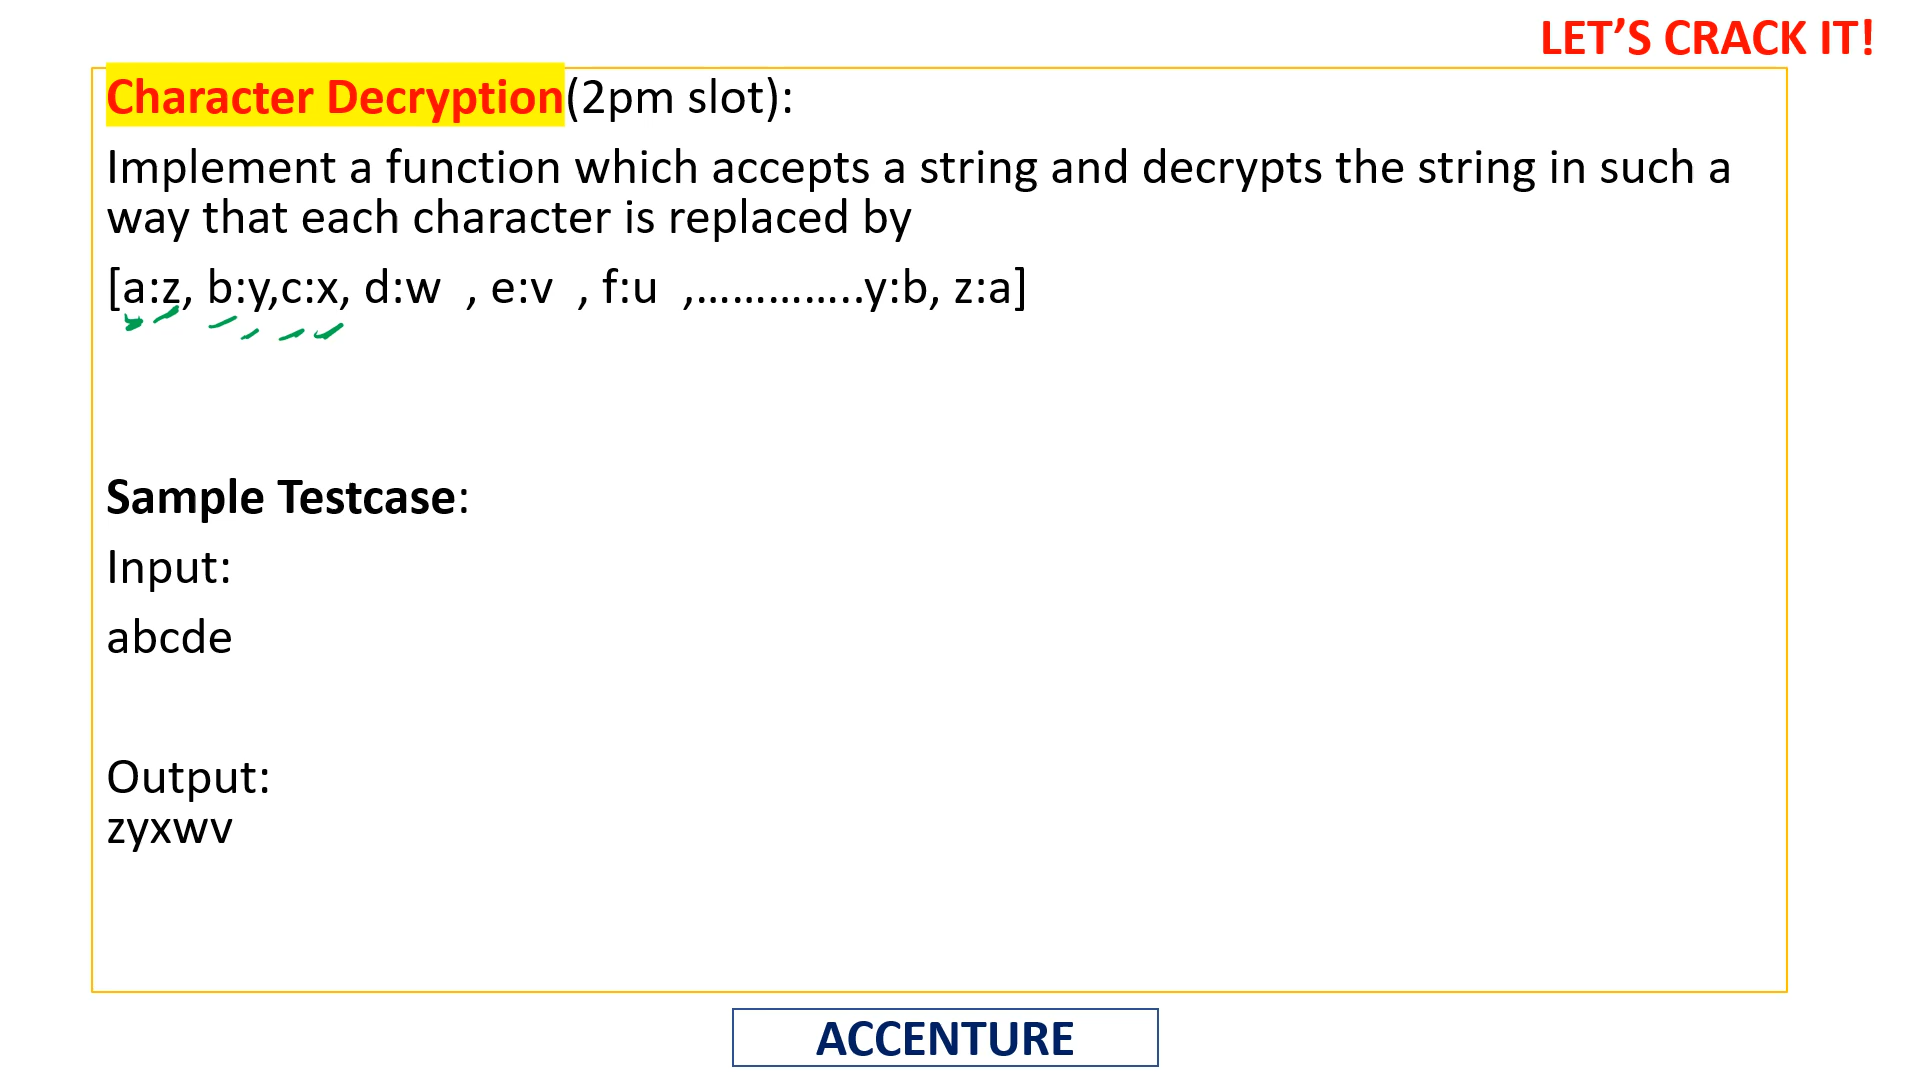 LET’S CRACK IT!
Character Decryption(2pm slot):
Implement a function which accepts a string and decrypts the string in such a
way that each character is replaced by
[a:z, b:y,c:x, d:w  , e:v  , f:u  ,…………..y:b, z:a]
Sample Testcase:
Input:
abcde
Output:
zyxwv
ACCENTURE